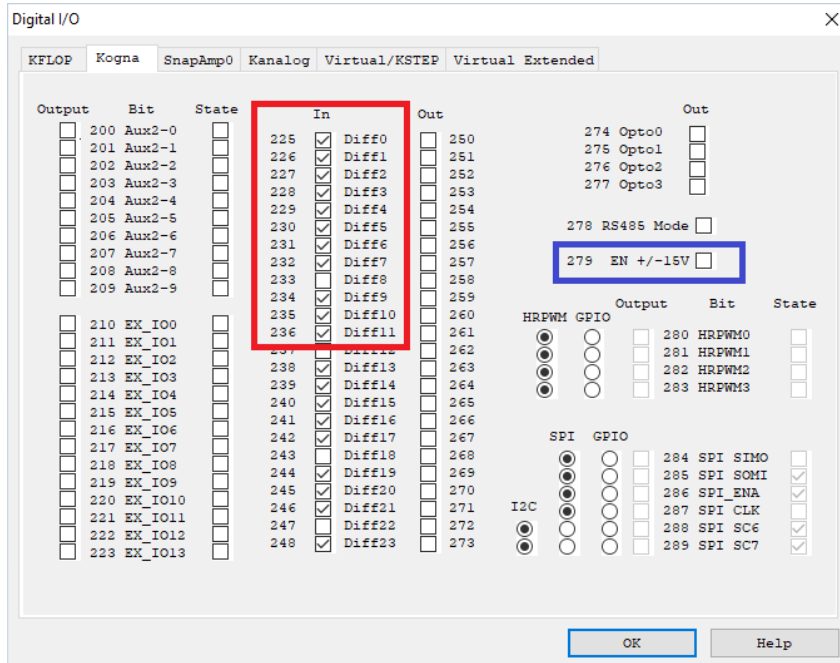 Digital I/O
KFLOP Kogna SnapAmp0 Kanalog Virtual/KSTEP Virtual Extended
Output Bit State
200 Aux2-0
201 Aux2-1
202 Aux2-2
203 Aux2-3
204 Aux2-4
205 Aux2-5
206 Aux2-6
207 Aux2-7
208 Aux2-8
209 Aux2-9
210 EX_IO0
211 EX_IO1
212 EX_IO2
213 EX_IO3
214 EX_IO4
215 EX_IO5
216 EX_IO6
217 EX_IO7
218 EX_IO8
219 EX_IO9
220 EX_IO10
221 EX_IO11
222 EX_IO12
223 EX_IO13
In Out
225 Diff0 250
226 Diff1 251
227 Diff2 252
228 Diff3 253
229 Diff4 254
230 Diff5 255
231 Diff6 256
232 Diff7 257
233 Diff8 258
234 Diff9 259
235 Diff10 260
236 Diff11 261
237 Diff12 262
238 Diff13 263
239 Diff14 264
240 Diff15 265
241 Diff16 266
242 Diff17 267
243 Diff18 268
244 Diff19 269
245 Diff20 270
246 Diff21 271
247 Diff22 272
248 Diff23 273
Out
274 Opto0
275 Opto1
276 Opto2
277 Opto3
278 RS485 Mode
279 EN +/-15V
Output Bit State
HRPWM GPIO
280 HRPWM0
281 HRPWM1
282 HRPWM2
283 HRPWM3
SPI GPIO
284 SPI SIMO
285 SPI SOMI
286 SPI_ENA
I2C 287 SPI CLK
288 SPI SC6
289 SPI SC7
OK Help